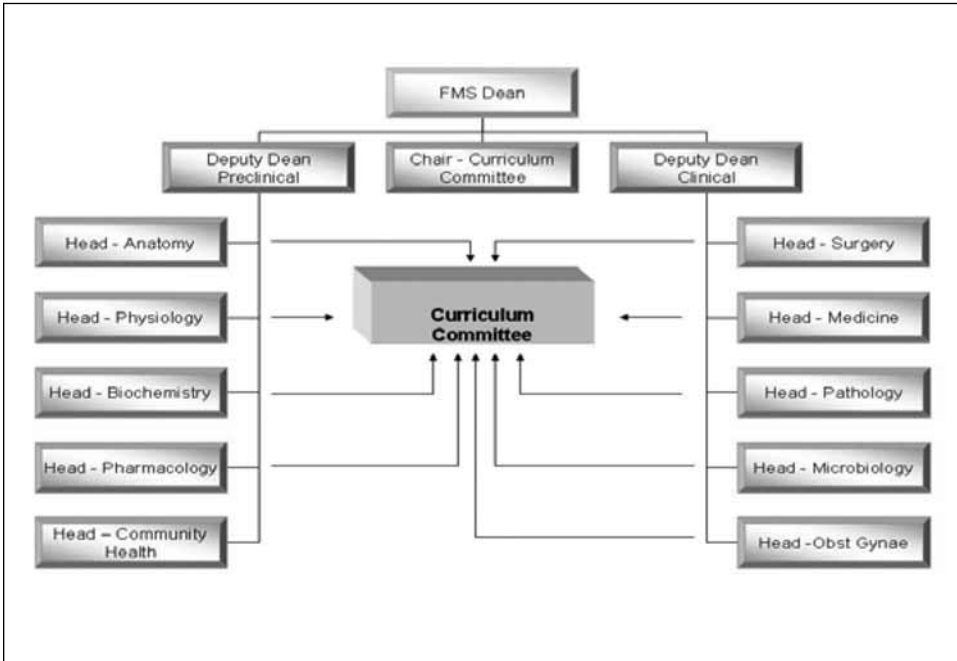 FMS Dean
Deputy Dean
Preclinical
Chair - Curriculum
Committee
Deputy Dean
Clinical
Head - Anatomy
Head - Surgery
Curriculum
Committee
Head - Physiology
Head - Medicine
Head - Biochemistry
Head - Pathology
Head - Pharmacology
Head - Microbiology
Head – Community
Health
Head -Obst Gynae